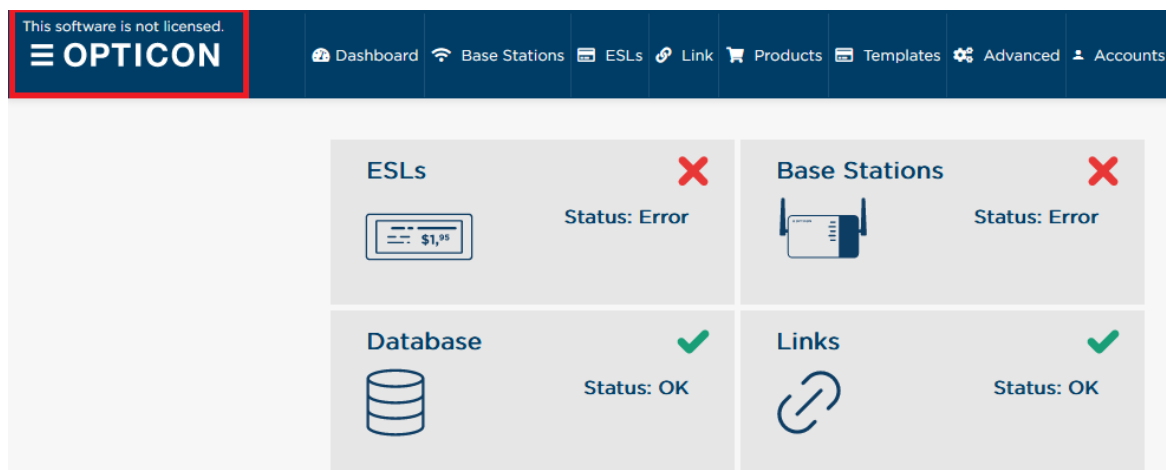 This software is not licensed.
OPTICON
Dashboard Base Stations ESLs Link Products Templates Advanced Accounts
ESLs
Status: Error
$1,95
Base Stations
Status: Error
Database
Status: OK
Links
Status: OK